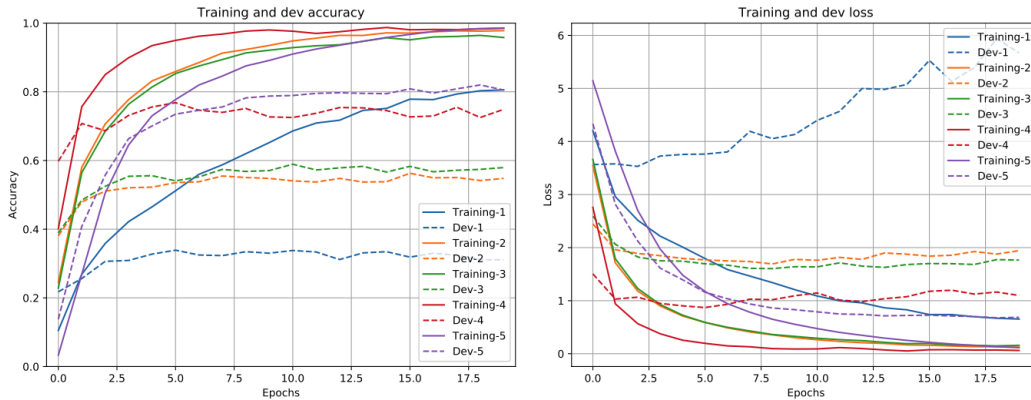 Training and dev accuracy
1.0
0.8
0.6
0.4
0.2
0.0
Accuracy
0.0
2.5
5.0
7.5
10.0
12.5
15.0
17.5
Epochs
Training-1
Dev-1
Training-2
Dev-2
Training-3
Dev-3
Training-4
Dev-4
Training-5
Dev-5
Training and dev loss
6
5
4
3
2
1
0
Loss
0.0
2.5
5.0
7.5
10.0
12.5
15.0
17.5
Epochs
Training-1
Dev-1
Training-2
Dev-2
Training-3
Dev-3
Training-4
Dev-4
Training-5
Dev-5